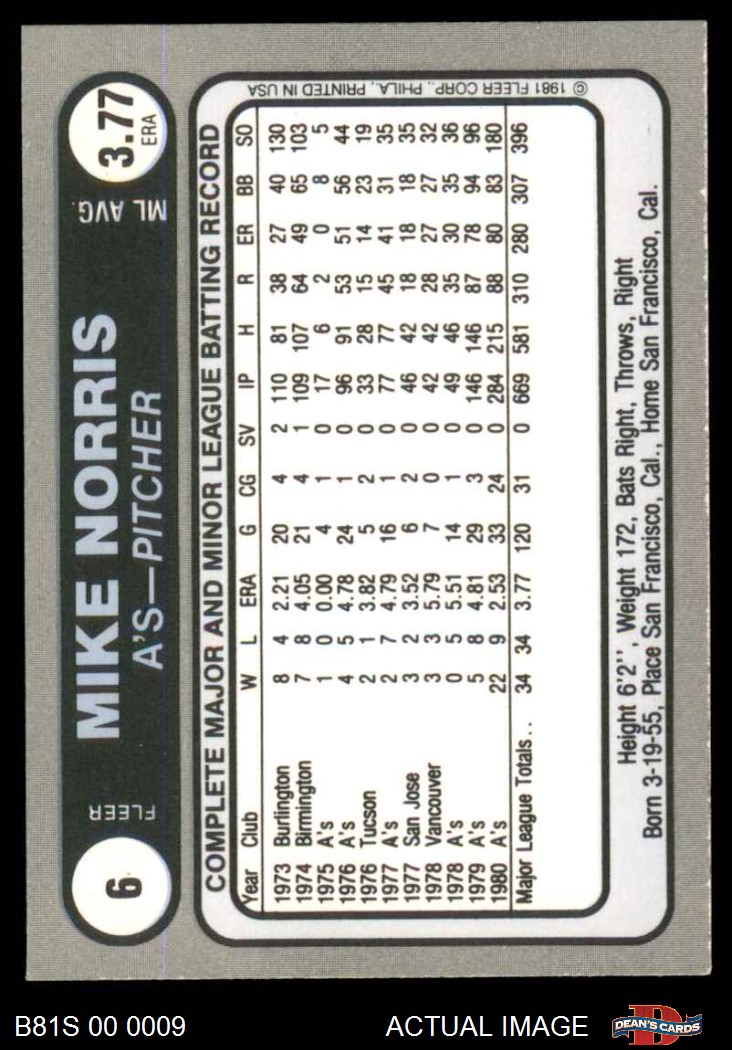 6
FLEER
MIKE NORRIS
A'S—PITCHER
ML AVG.
3.77
ERA
COMPLETE MAJOR AND MINOR LEAGUE BATTING RECORD
Year Club W L ERA G CG SV IP H R ER BB SO
1973 Burlington 8 4 2.21 20 4 2 110 81 38 27 40 130
1974 Birmington 7 8 4.05 21 4 1 109 107 64 49 65 103
1975 A's 1 0 0.00 4 1 0 17 6 2 0 8 5
1976 A's 4 5 4.78 24 1 0 96 91 53 51 56 44
1976 Tucson 2 1 3.82 5 2 0 33 28 15 14 23 19
1977 A's 2 7 4.79 16 1 0 77 77 45 41 31 35
1977 San Jose 3 2 3.52 6 2 0 46 42 18 18 18 35
1978 Vancouver 3 3 5.79 7 0 0 42 42 28 27 27 32
1978 A's 0 5 5.51 14 1 0 49 46 35 30 35 36
1979 A's 5 8 4.81 29 3 0 146 146 87 78 94 96
1980 A's 22 9 2.53 33 24 0 284 215 88 80 83 180
Major League Totals.. 34 34 3.77 120 31 0 669 581 310 280 307 396
Height 6'2'', Weight 172, Bats Right, Throws, Right
Born 3-19-55, Place San Francisco, Cal., Home San Francisco, Cal.
© 1981 FLEER CORP., PHILA., PRINTED IN USA
B81S 00 0009
ACTUAL IMAGE
DEAN'S CARDS